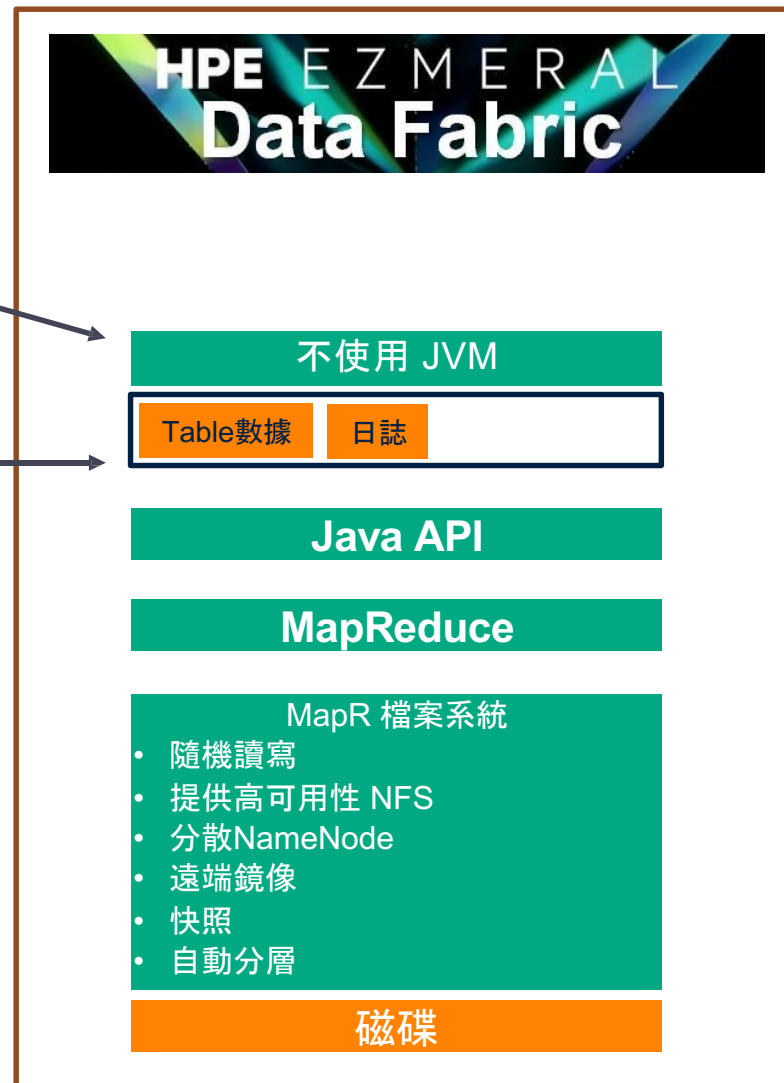 HPE EZMERAL
Data Fabric
不使用 JVM
Table數據 日誌
Java API
MapReduce
MapR 檔案系統
• 隨機讀寫
• 提供高可用性 NFS
• 分散NameNode
• 遠端鏡像
• 快照
• 自動分層
磁碟